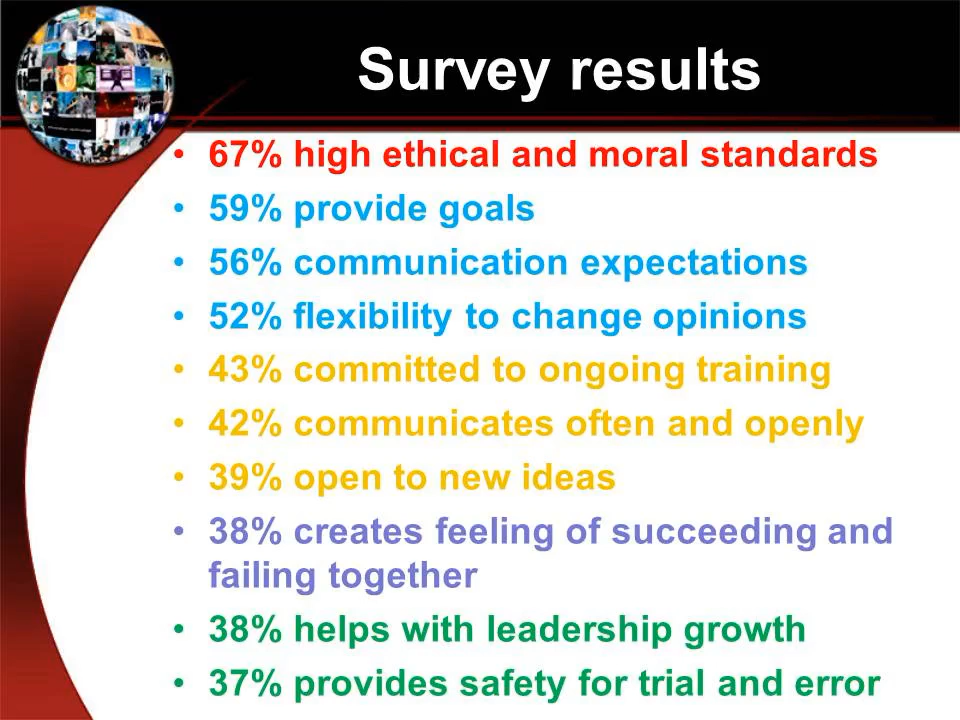 Survey results
• 67% high ethical and moral standards
• 59% provide goals
• 56% communication expectations
• 52% flexibility to change opinions
• 43% committed to ongoing training
• 42% communicates often and openly
• 39% open to new ideas
• 38% creates feeling of succeeding and
failing together
• 38% helps with leadership growth
• 37% provides safety for trial and error